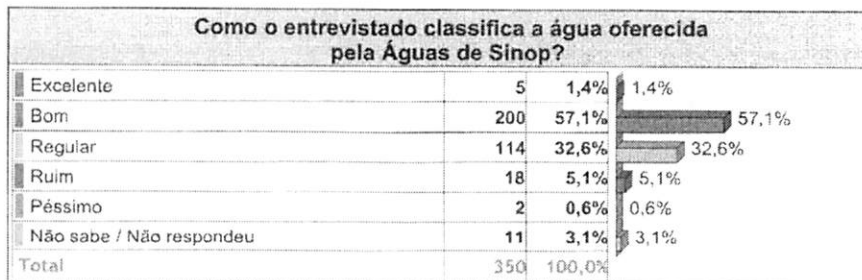 Como o entrevistado classifica a água oferecida
pela Águas de Sinop?
Excelente 5 1,4% 1,4%
Bom 200 57,1% 57,1%
Regular 114 32,6% 32,6%
Ruim 18 5,1% 5,1%
Péssimo 2 0,6% 0,6%
Não sabe / Não respondeu 11 3,1% 3,1%
Total 350 100,0%